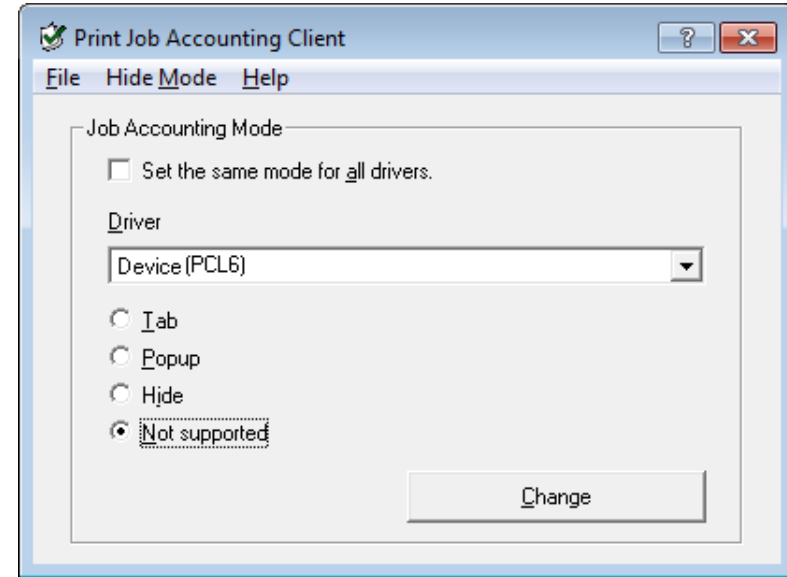 Print Job Accounting Client
File Hide Mode Help
Job Accounting Mode
Set the same mode for all drivers.
Driver
Device(PCL6)
Tab
Popup
Hide
Not supported
Change